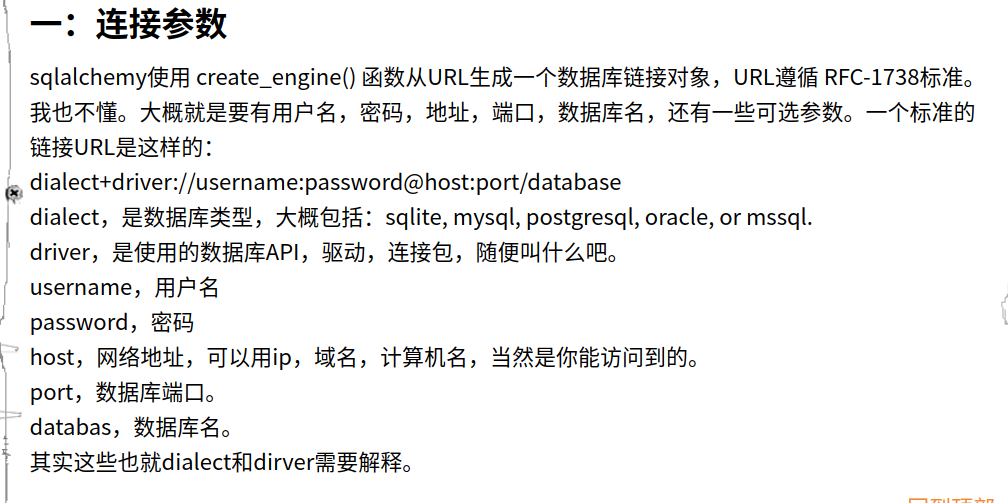 一：连接参数
sqlalchemy使用 create_engine() 函数从URL生成一个数据库链接对象，URL遵循 RFC-1738标准。
我也不懂。大概就是要有用户名，密码，地址，端口，数据库名，还有一些可选参数。一个标准的
链接URL是这样的：
dialect+driver://username:password@host:port/database
dialect，是数据库类型，大概包括：sqlite, mysql, postgresql, oracle, or mssql.
driver，是使用的数据库API，驱动，连接包，随便叫什么吧。
username，用户名
password，密码
host，网络地址，可以用ip，域名，计算机名，当然是你能访问到的。
port，数据库端口。
databas，数据库名。
其实这些也就dialect和dirver需要解释。